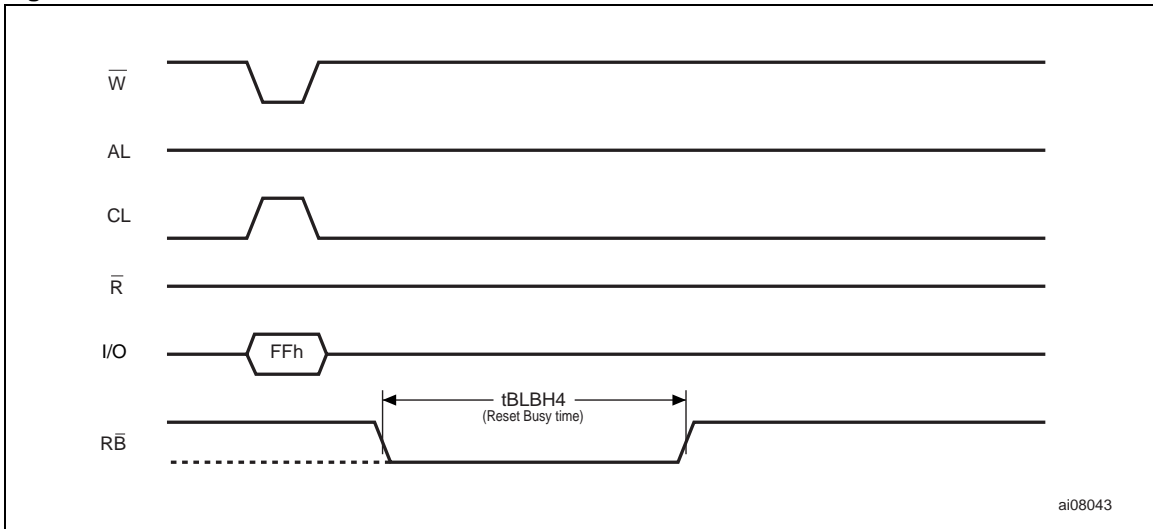 W̅
AL
CL
R̅
I/O
FFh
tBLBH4
(Reset Busy time)
RB̅
ai08043